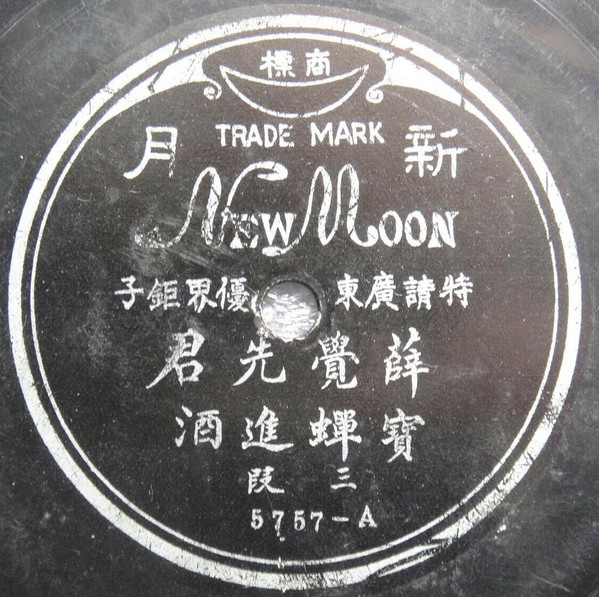 商標
TRADE MARK
新月
NEW MOON
特請廣東優界鉅子
薛覺先君
寶蟬進酒
三段
5757-A